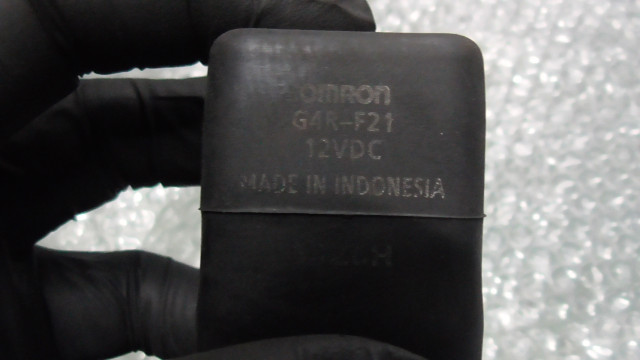 OMRON
G4R-F21
12VDC
MADE IN INDONESIA